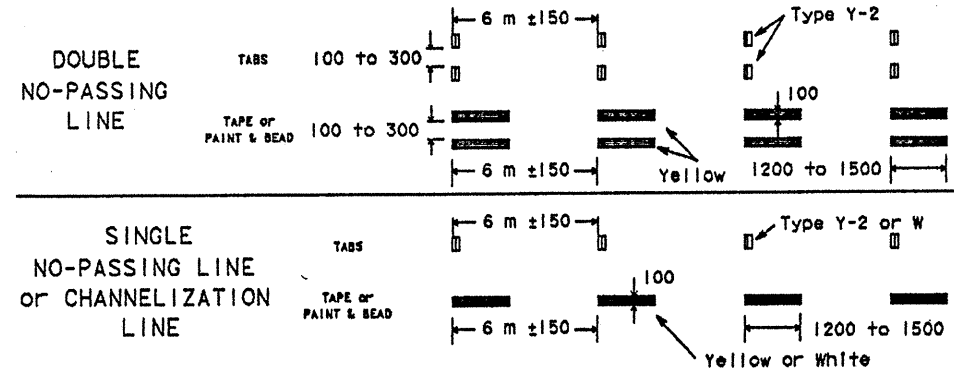 6 m ±150
Type Y-2
DOUBLE
NO-PASSING
LINE
TABS
100 to 300
TAPE or
PAINT & BEAD
100 to 300
100
6 m ±150
Yellow
1200 to 1500
SINGLE
NO-PASSING LINE
or CHANNELIZATION
LINE
TABS
6 m ±150
Type Y-2 or W
TAPE or
PAINT & BEAD
100
6 m ±150
1200 to 1500
Yellow or White